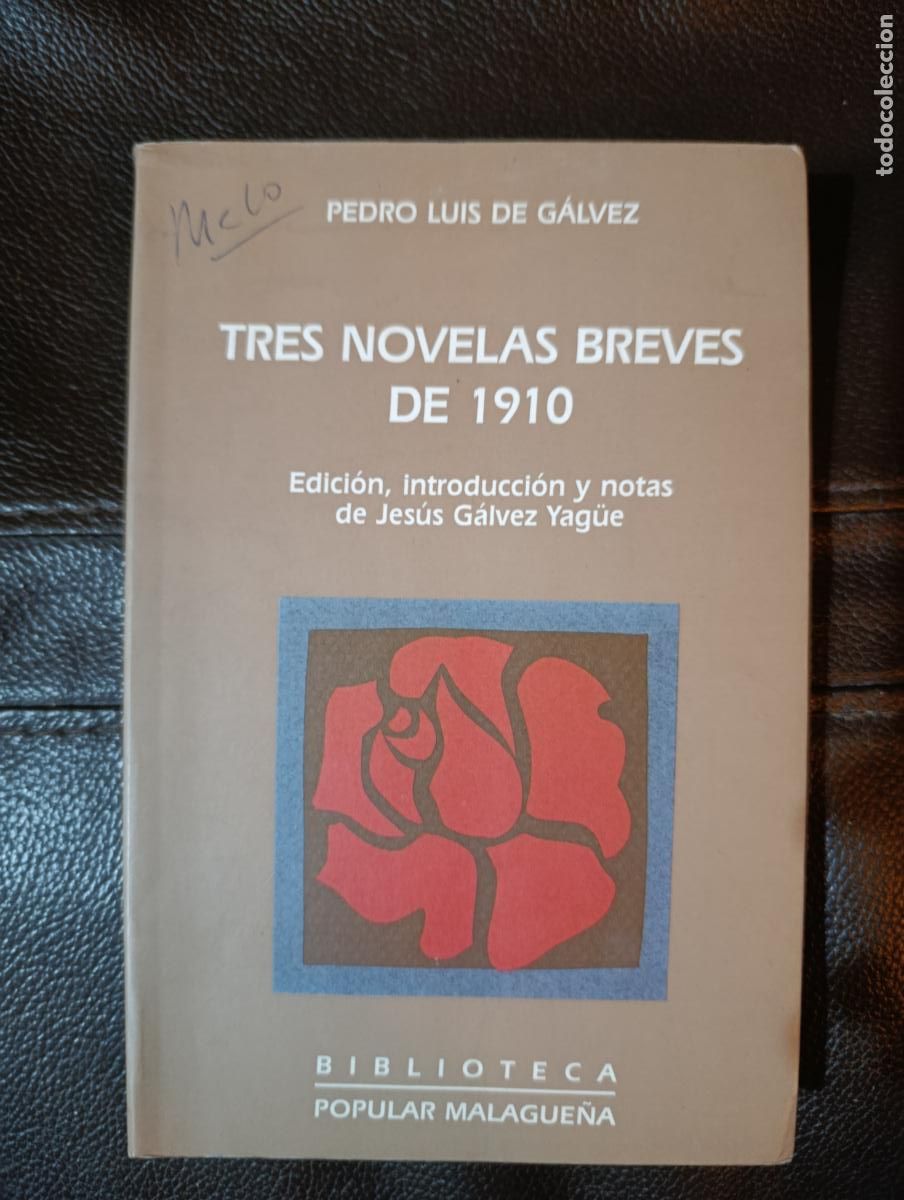 todocoleccion
Melo
PEDRO LUIS DE GÁLVEZ
TRES NOVELAS BREVES
DE 1910
Edición, introducción y notas
de Jesús Gálvez Yagüe
BIBLIOTECA
POPULAR MALAGUEÑA